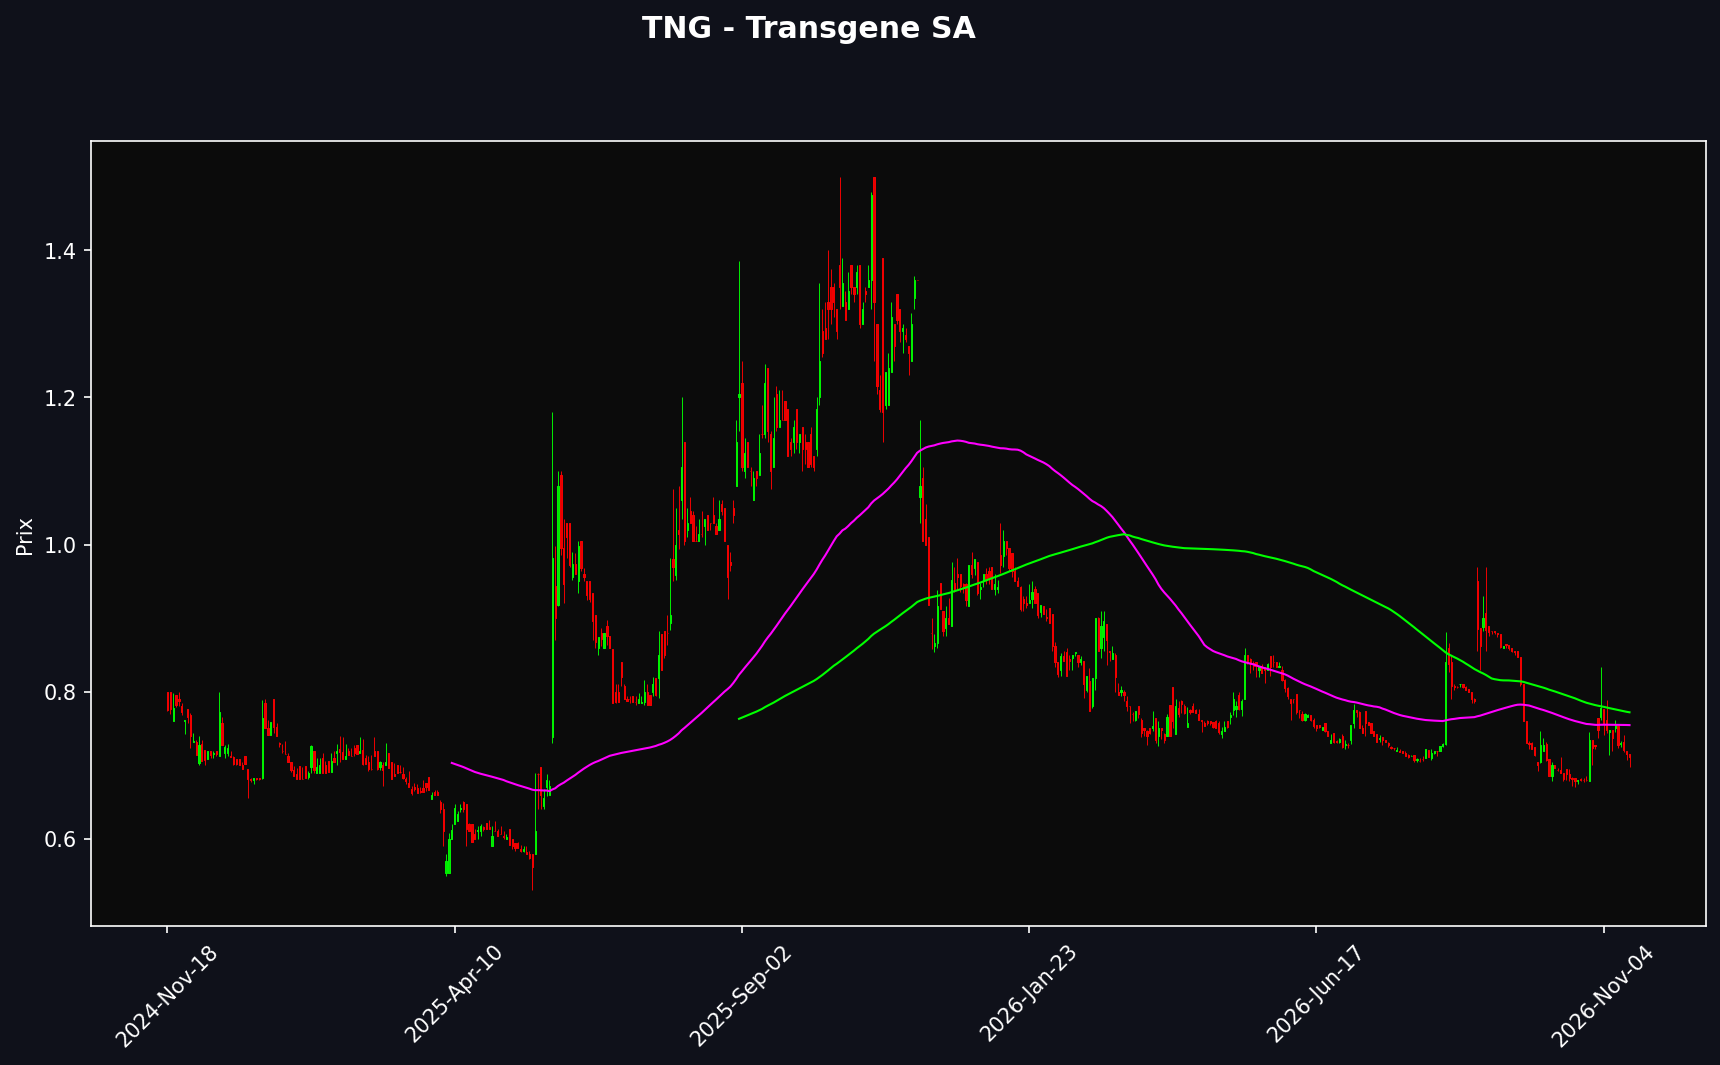 TNG - Transgene SA
Prix
1.4
1.2
1.0
0.8
0.6
2024-Nov-18
2025-Apr-10
2025-Sep-02
2026-Jan-23
2026-Jun-17
2026-Nov-04